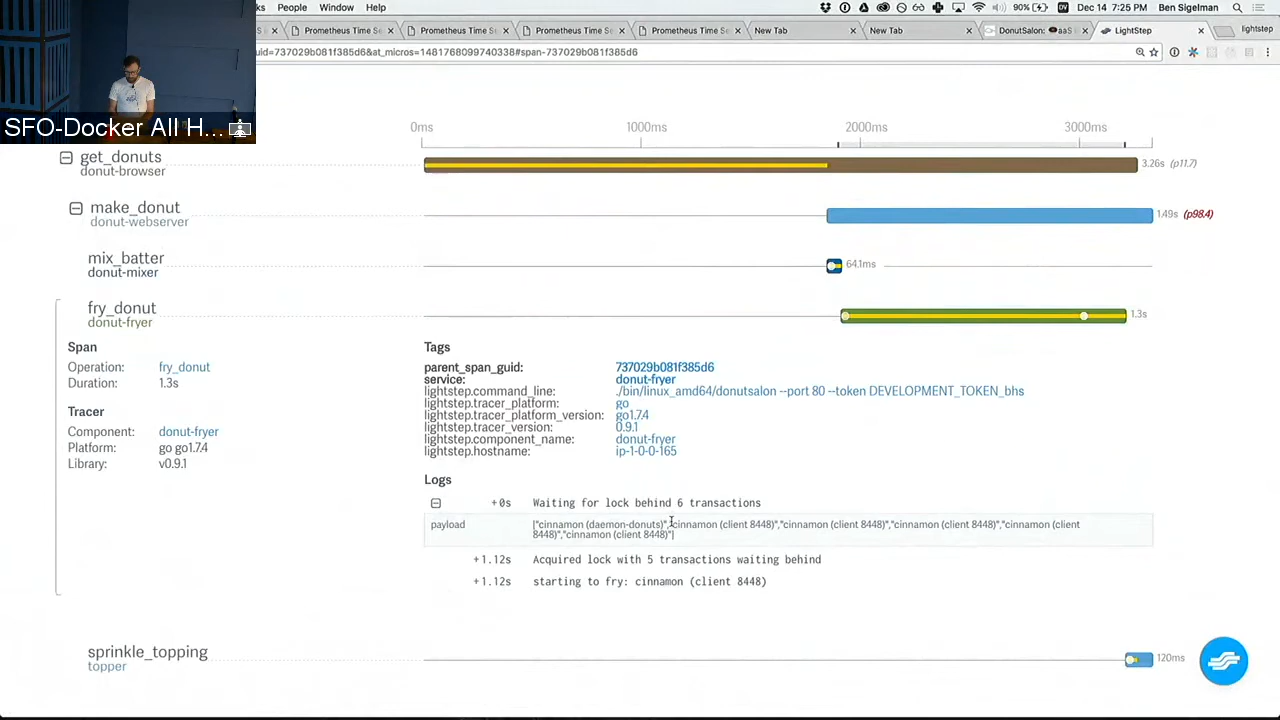 ks People Window Help 90% Dec 14 7:25 PM Ben Sigelman
Prometheus Time Se Prometheus Time Se Prometheus Time Se Prometheus Time Se New Tab New Tab DonutSalon: aaS LightStep lightstep
uid=737029b081f385d6&at_micros=1481768099740338#span-737029b081f385d6
SFO-Docker All H...
0ms 1000ms 2000ms 3000ms
get_donuts
donut-browser
3.26s (p11.7)
make_donut
donut-webserver
1.49s (p98.4)
mix_batter
donut-mixer
64.1ms
fry_donut
donut-fryer
1.3s
Span
Operation: fry_donut
Duration: 1.3s
Tracer
Component: donut-fryer
Platform: go go1.7.4
Library: v0.9.1
Tags
parent_span_guid: 737029b081f385d6
service: donut-fryer
lightstep.command_line: ./bin/linux_amd64/donutsalon --port 80 --token DEVELOPMENT_TOKEN_bhs
lightstep.tracer_platform: go
lightstep.tracer_platform_version: go1.7.4
lightstep.tracer_version: 0.9.1
lightstep.component_name: donut-fryer
lightstep.hostname: ip-1-0-0-165
Logs
+0s Waiting for lock behind 6 transactions
payload ["cinnamon (daemon-donuts)","cinnamon (client 8448)","cinnamon (client 8448)","cinnamon (client 8448)","cinnamon (client
8448)","cinnamon (client 8448)"]
+1.12s Acquired lock with 5 transactions waiting behind
+1.12s starting to fry: cinnamon (client 8448)
sprinkle_topping
topper
120ms